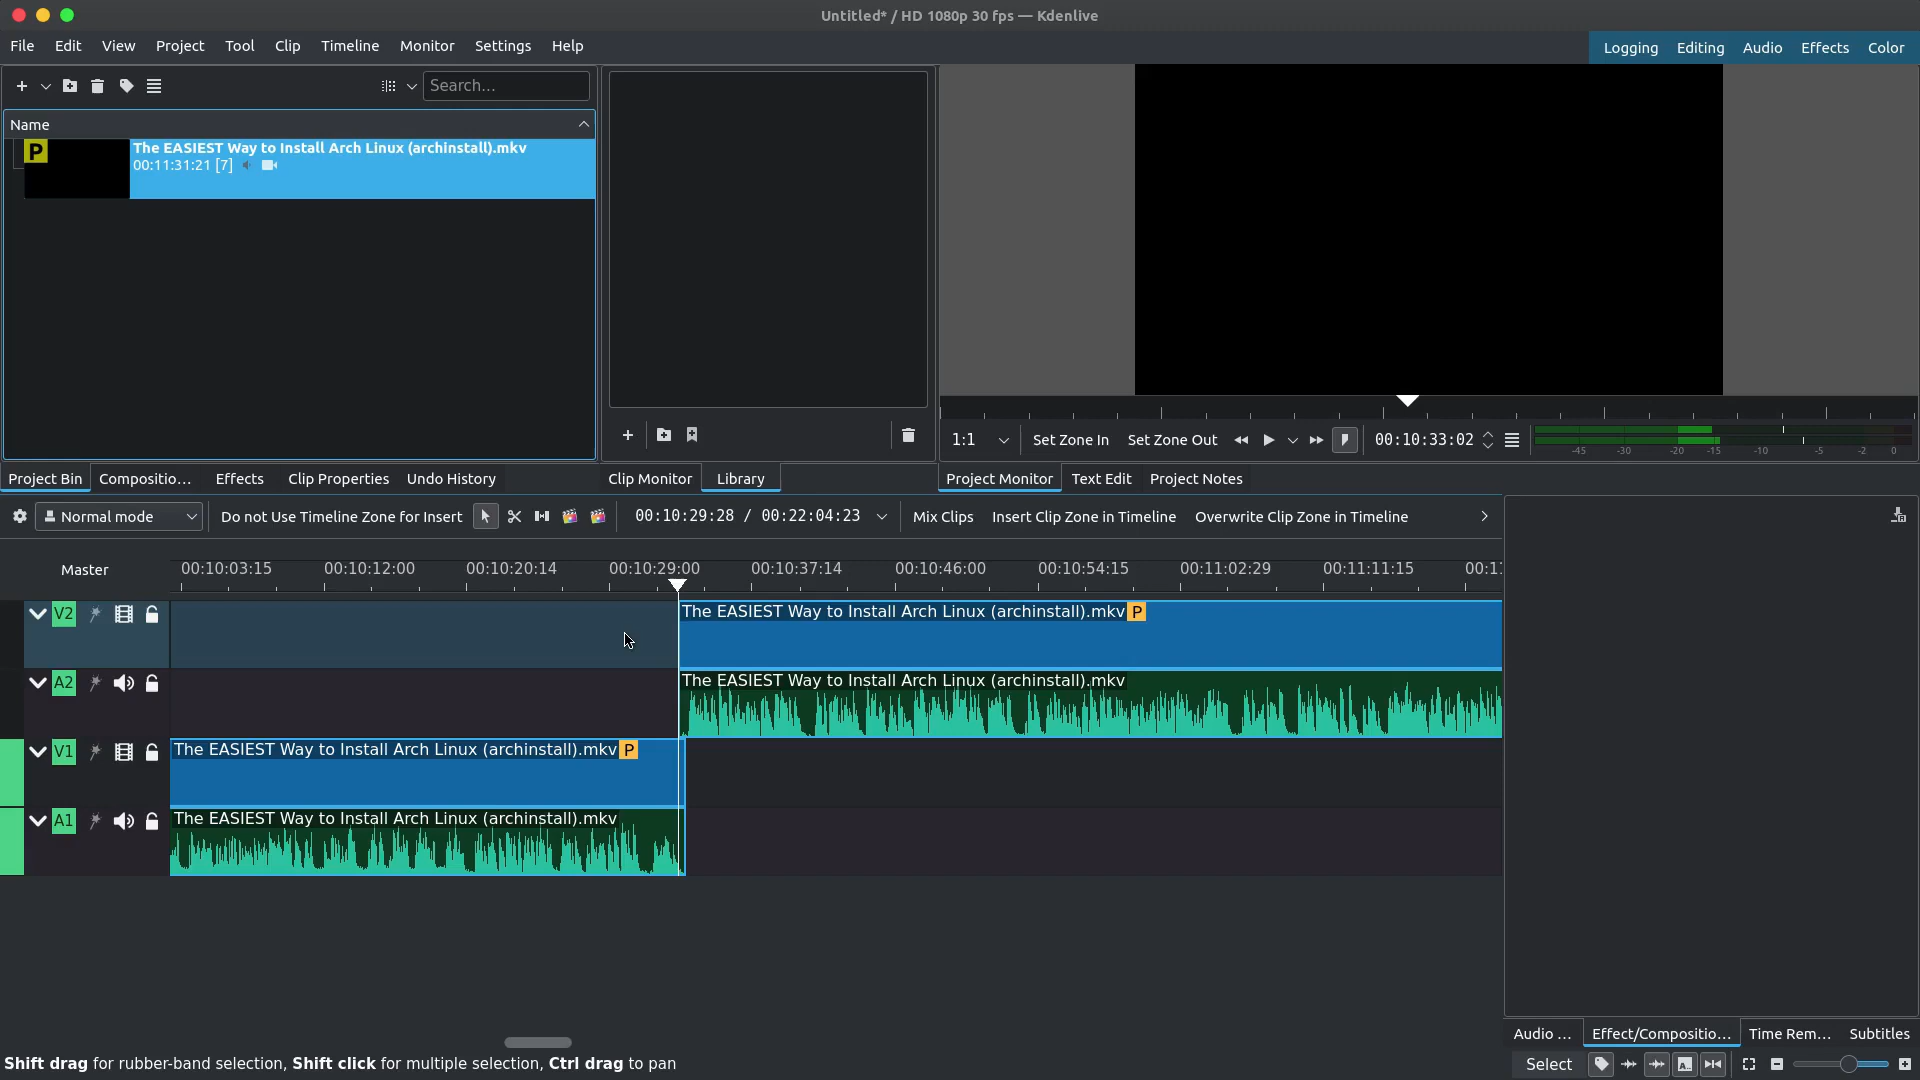 Untitled* / HD 1080p 30 fps — Kdenlive
File Edit View Project Tool Clip Timeline Monitor Settings Help
Logging Editing Audio Effects Color
Search...
Name
P
The EASIEST Way to Install Arch Linux (archinstall).mkv
00:11:31:21 [7]
1:1 Set Zone In Set Zone Out 00:10:33:02
-45 -30 -20 -15 -10 -5 -2 0
Project Bin Compositio... Effects Clip Properties Undo History
Clip Monitor Library
Project Monitor Text Edit Project Notes
Normal mode Do not Use Timeline Zone for Insert 00:10:29:28 / 00:22:04:23 Mix Clips Insert Clip Zone in Timeline Overwrite Clip Zone in Timeline
Master
00:10:03:15 00:10:12:00 00:10:20:14 00:10:29:00 00:10:37:14 00:10:46:00 00:10:54:15 00:11:02:29 00:11:11:15 00:1
V2 The EASIEST Way to Install Arch Linux (archinstall).mkv P
A2 The EASIEST Way to Install Arch Linux (archinstall).mkv
V1 The EASIEST Way to Install Arch Linux (archinstall).mkv P
A1 The EASIEST Way to Install Arch Linux (archinstall).mkv
Audio ... Effect/Compositio... Time Rem... Subtitles
Shift drag for rubber-band selection, Shift click for multiple selection, Ctrl drag to pan
Select